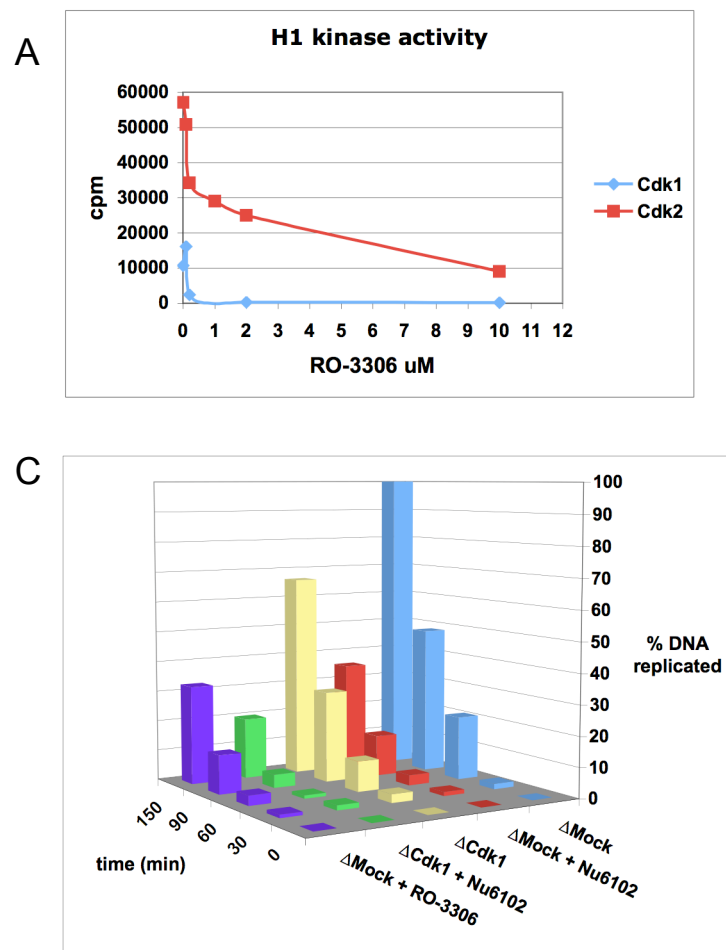 A
H1 kinase activity
60000
50000
40000
30000
20000
10000
0
cpm
0 1 2 3 4 5 6 7 8 9 10 11 12
RO-3306 uM
Cdk1
Cdk2
C
100
90
80
70
60
50
40
30
20
10
0
% DNA
replicated
150
90
60
30
0
time (min)
ΔMock + RO-3306
ΔCdk1 + Nu6102
ΔCdk1
ΔMock + Nu6102
ΔMock